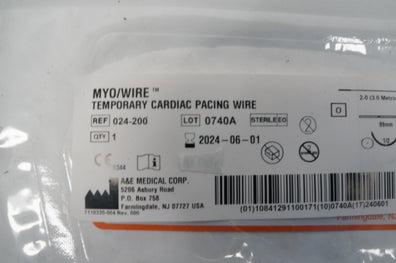 MYO/WIRE™
TEMPORARY CARDIAC PACING WIRE
REF 024-200 LOT 0740A STERILE EO
QTY 1
2024-06-01
2-0 (3.0 Metric)
A&E MEDICAL CORP.
5206 Asbury Road
P.O. Box 758
Farmingdale, NJ 07727 USA
(01)10841291100171(10)0740A(17)240601
Farmingdale, NJ